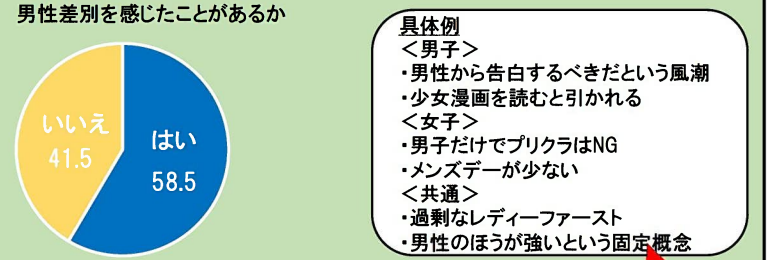 男性差別を感じたことがあるか
いいえ
41.5
はい
58.5
具体例
＜男子＞
・男性から告白するべきだという風潮
・少女漫画を読むと引かれる
＜女子＞
・男子だけでプリクラはNG
・メンズデーが少ない
＜共通＞
・過剰なレディーファースト
・男性のほうが強いという固定概念